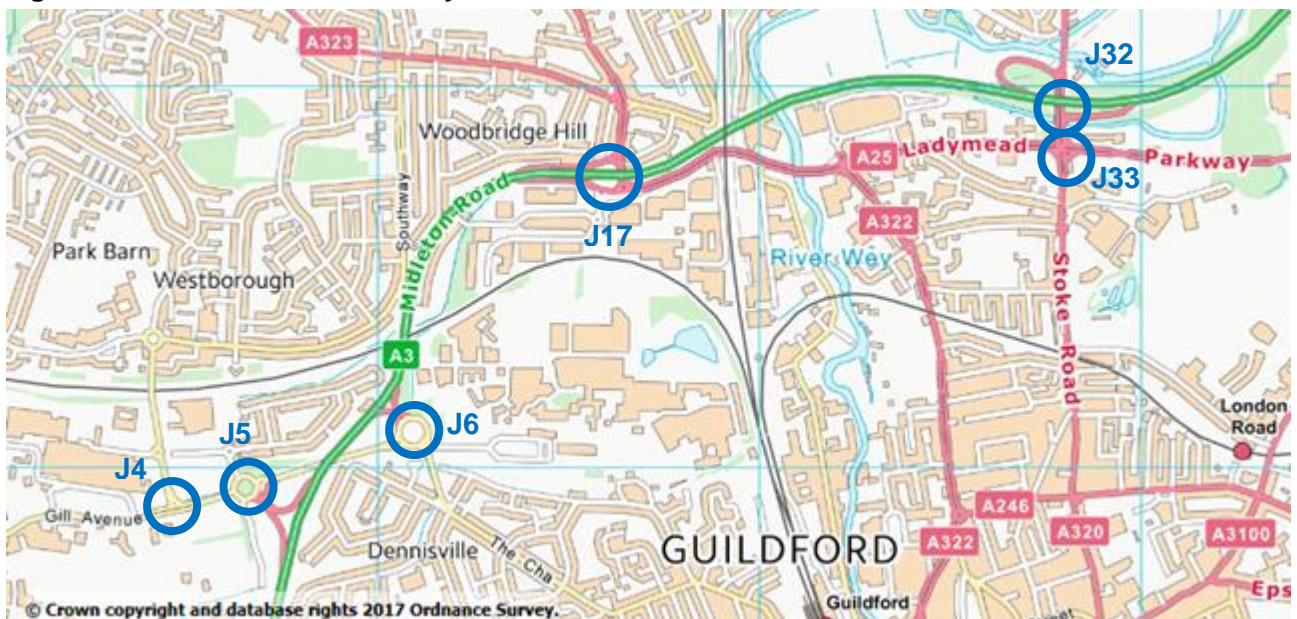 A323
J32
Woodbridge Hill
A25
Ladymead
Parkway
J33
Southway
Midleton Road
J17
A322
Park Barn
River Wey
Westborough
Stoke Road
A3
London
Road
J6
J5
J4
Gill Avenue
A246
Dennisville
The Cha
GUILDFORD
A322
A320
A3100
Eps
Guildford
© Crown copyright and database rights 2017 Ordnance Survey.